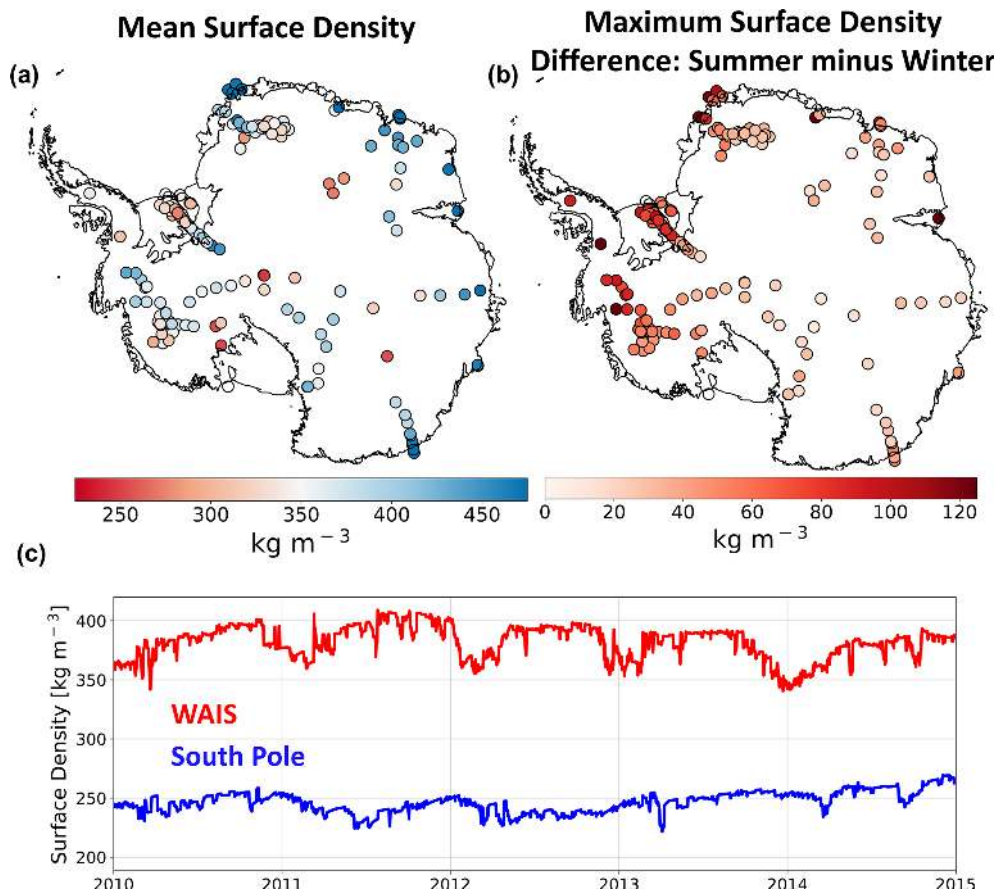 Mean Surface Density
Maximum Surface Density
Difference: Summer minus Winter
(a)
(b)
250 300 350 400 450
kg m⁻³
0 20 40 60 80 100 120
kg m⁻³
(c)
Surface Density [kg m⁻³]
400
350
300
250
200
WAIS
South Pole
2010 2011 2012 2013 2014 2015